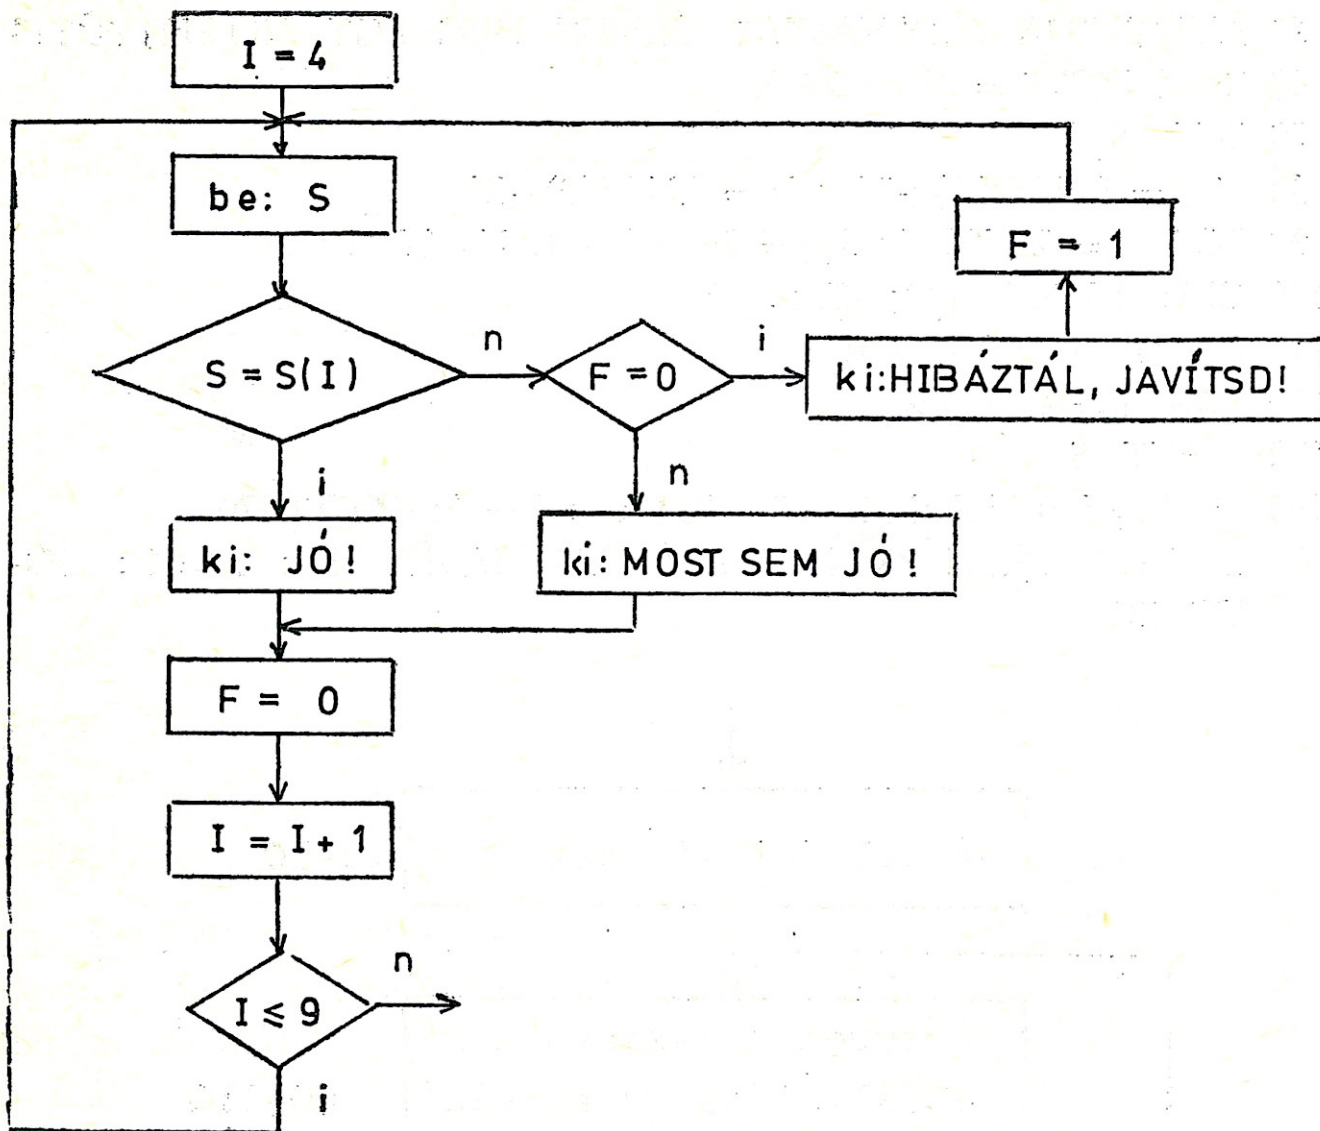 I = 4
be: S
F = 1
S = S(I)
n
F = 0
i
ki: HIBÁZTÁL, JAVÍTSD!
i
n
ki: JÓ!
ki: MOST SEM JÓ!
F = 0
I = I + 1
n
I ≤ 9
i